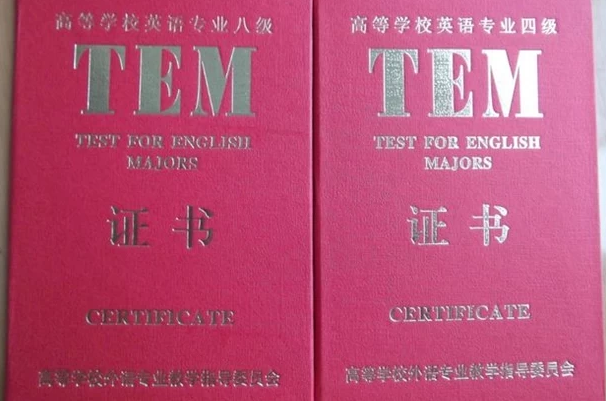 高等学校英语专业八级
TEM
TEST FOR ENGLISH
MAJORS
证书
CERTIFICATE
高等学校外语专业教学指导委员会
高等学校英语专业四级
TEM
TEST FOR ENGLISH
MAJORS
证书
CERTIFICATE
高等学校外语专业教学指导委员会